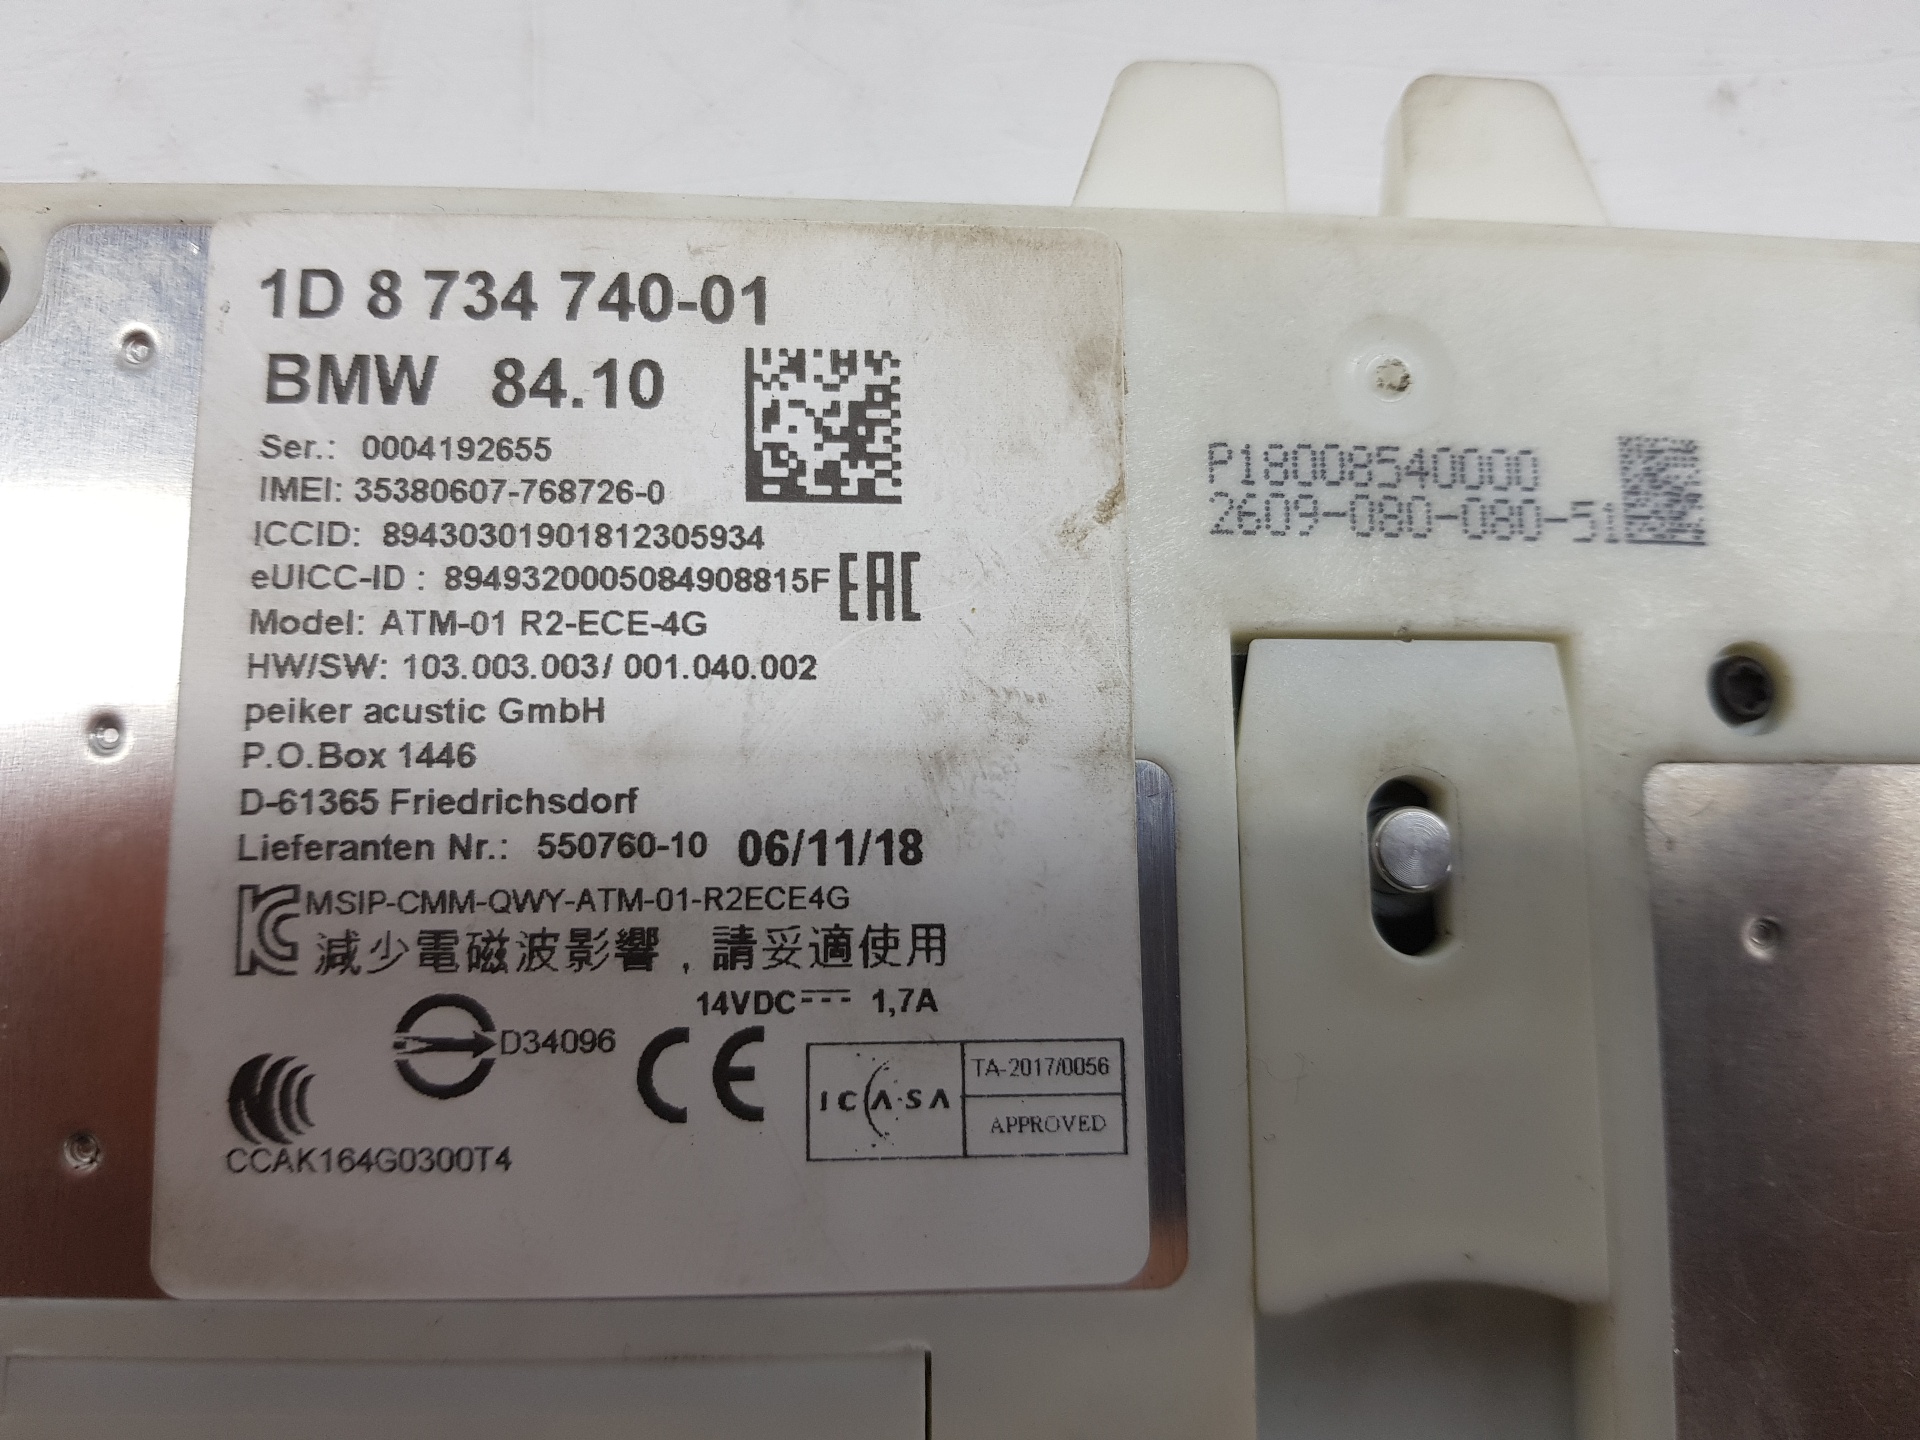 1D 8 734 740-01
BMW 84.10
Ser.: 0004192655
IMEI: 35380607-768726-0
ICCID: 89430301901812305934
eUICC-ID : 8949320005084908815F
EAC
Model: ATM-01 R2-ECE-4G
HW/SW: 103.003.003/ 001.040.002
peiker acustic GmbH
P.O.Box 1446
D-61365 Friedrichsdorf
Lieferanten Nr.: 550760-10 06/11/18
MSIP-CMM-QWY-ATM-01-R2ECE4G
減少電磁波影響，請妥適使用
14VDC 1,7A
D34096
CE
ICASA
TA-2017/0056
APPROVED
CCAK164G0300T4
P18008540000
2609-080-080-51